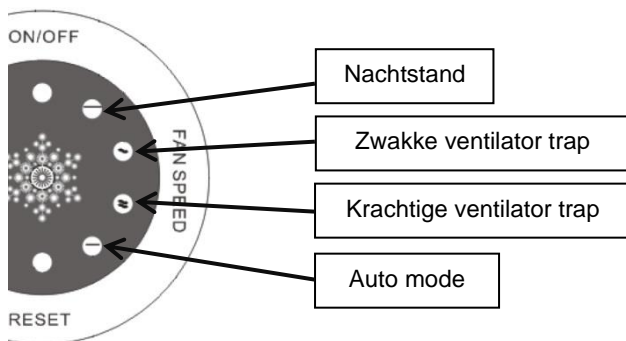 ON/OFF
Nachtstand
Zwakke ventilator trap
FAN SPEED
Krachtige ventilator trap
Auto mode
RESET